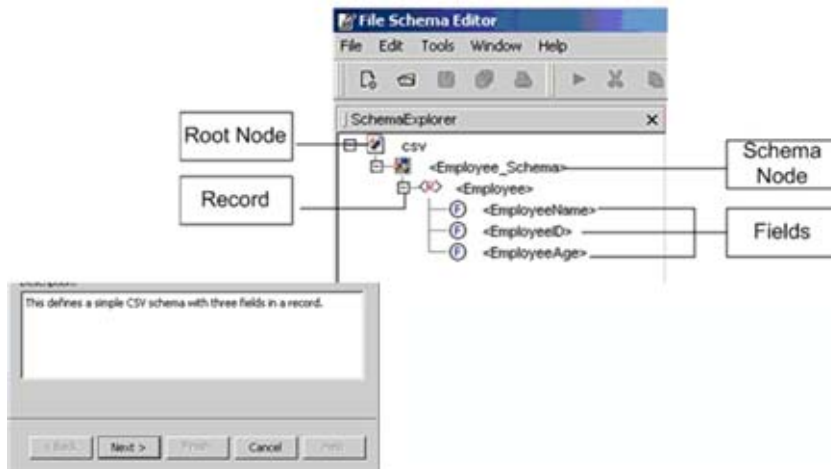 File Schema Editor
File Edit Tools Window Help
SchemaExplorer
Root Node
csv
<Employee_Schema>
Schema
Node
Record
<Employee>
<EmployeeName>
<EmployeeID>
Fields
<EmployeeAge>
Description:
This defines a simple CSV schema with three fields in a record.
< Back
Next >
Finish
Cancel
Help